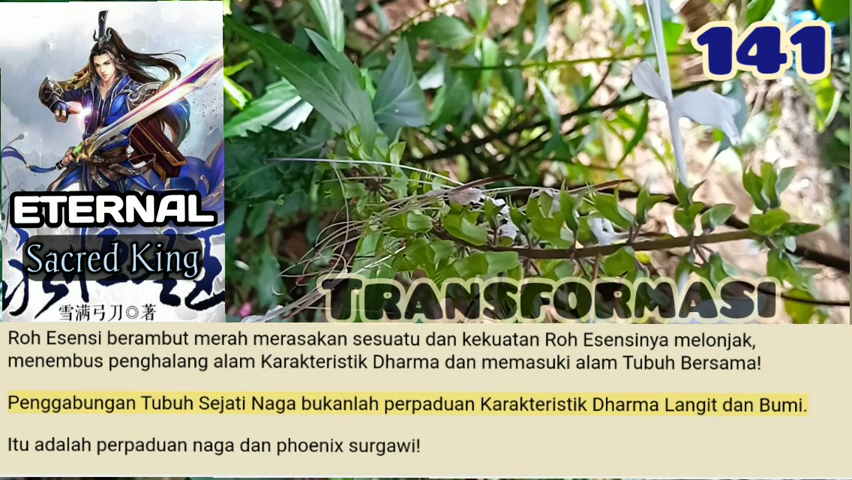 141
ETERNAL
Sacred King
雪满弓刀◎著
TRANSFORMASI
Roh Esensi berambut merah merasakan sesuatu dan kekuatan Roh Esensinya melonjak,
menembus penghalang alam Karakteristik Dharma dan memasuki alam Tubuh Bersama!
Penggabungan Tubuh Sejati Naga bukanlah perpaduan Karakteristik Dharma Langit dan Bumi.
Itu adalah perpaduan naga dan phoenix surgawi!